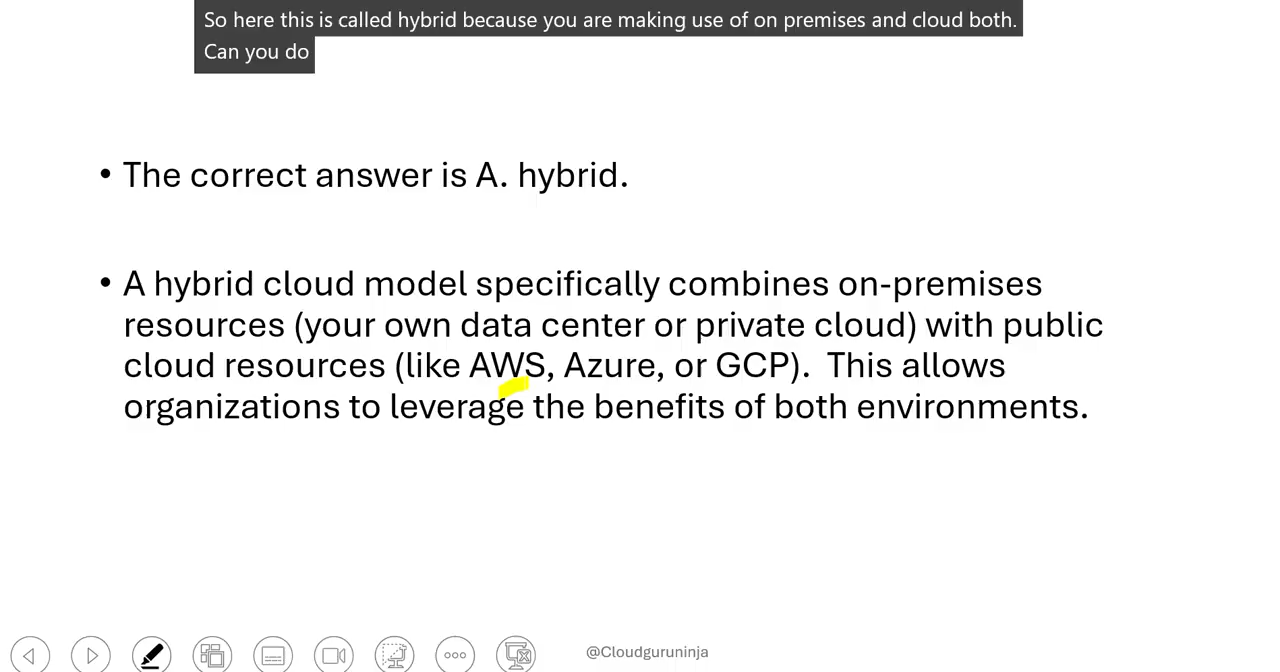 So here this is called hybrid because you are making use of on premises and cloud both.
Can you do
• The correct answer is A. hybrid.
• A hybrid cloud model specifically combines on-premises
resources (your own data center or private cloud) with public
cloud resources (like AWS, Azure, or GCP).  This allows
organizations to leverage the benefits of both environments.
@Cloudguruninja